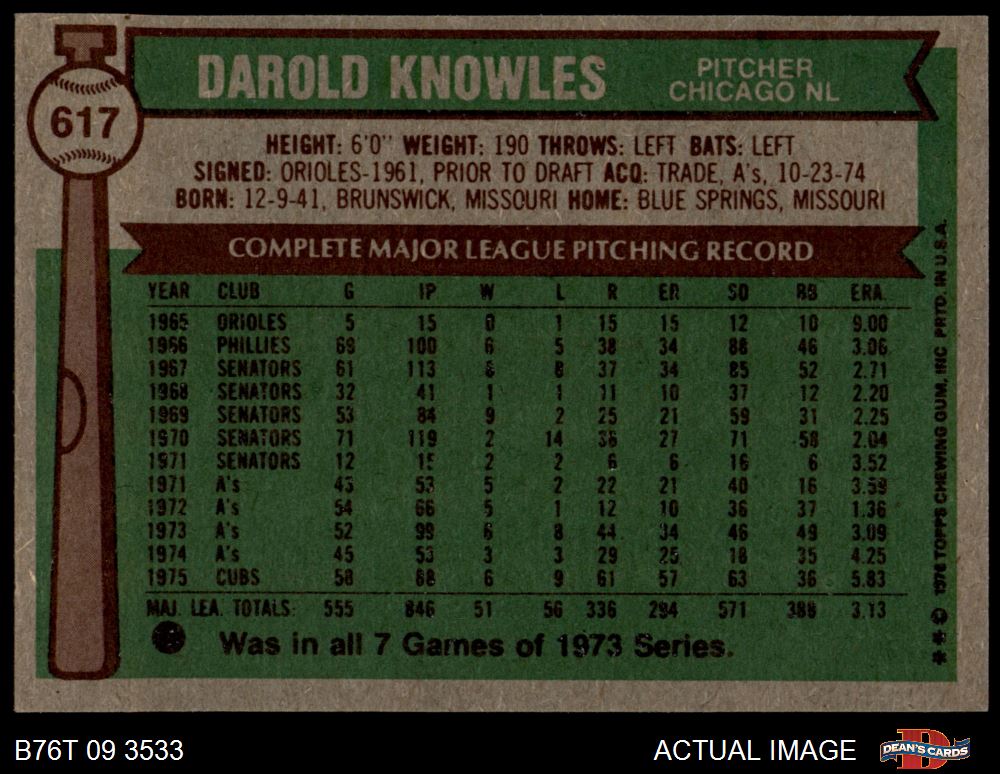 DAROLD KNOWLES
PITCHER
CHICAGO NL
617
HEIGHT: 6'0" WEIGHT: 190 THROWS: LEFT BATS: LEFT
SIGNED: ORIOLES-1961, PRIOR TO DRAFT ACQ: TRADE, A's, 10-23-74
BORN: 12-9-41, BRUNSWICK, MISSOURI HOME: BLUE SPRINGS, MISSOURI
COMPLETE MAJOR LEAGUE PITCHING RECORD
YEAR CLUB G IP W L R ER SO BB ERA
1965 ORIOLES 5 15 0 1 15 15 12 10 9.00
1966 PHILLIES 69 100 6 5 38 34 88 46 3.06
1967 SENATORS 61 113 6 8 37 34 85 52 2.71
1968 SENATORS 32 41 1 1 11 10 37 12 2.20
1969 SENATORS 53 84 9 2 25 21 59 31 2.25
1970 SENATORS 71 119 2 14 36 27 71 58 2.04
1971 SENATORS 12 15 2 2 6 6 16 6 3.52
1971 A's 43 53 5 2 22 21 40 16 3.59
1972 A's 54 66 5 1 12 10 36 37 1.36
1973 A's 52 99 6 8 44 34 46 49 3.09
1974 A's 45 53 3 3 29 25 18 35 4.25
1975 CUBS 58 88 6 9 61 57 63 36 5.83
MAJ. LEA. TOTALS: 555 846 51 56 336 294 571 388 3.13
Was in all 7 Games of 1973 Series.
** © 1976 TOPPS CHEWING GUM, INC. PRTD. IN U.S.A.
B76T 09 3533
ACTUAL IMAGE
DEAN'S CARDS